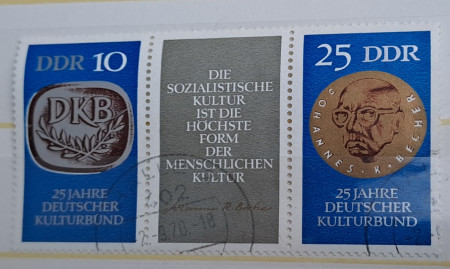 DDR 10
DKB
25 JAHRE
DEUTSCHER
KULTURBUND
DIE
SOZIALISTISCHE
KULTUR
IST DIE
HÖCHSTE
FORM
DER
MENSCHLICHEN
KULTUR
25 DDR
JOHANNES · R · BECHER
25 JAHRE
DEUTSCHER
KULTURBUND